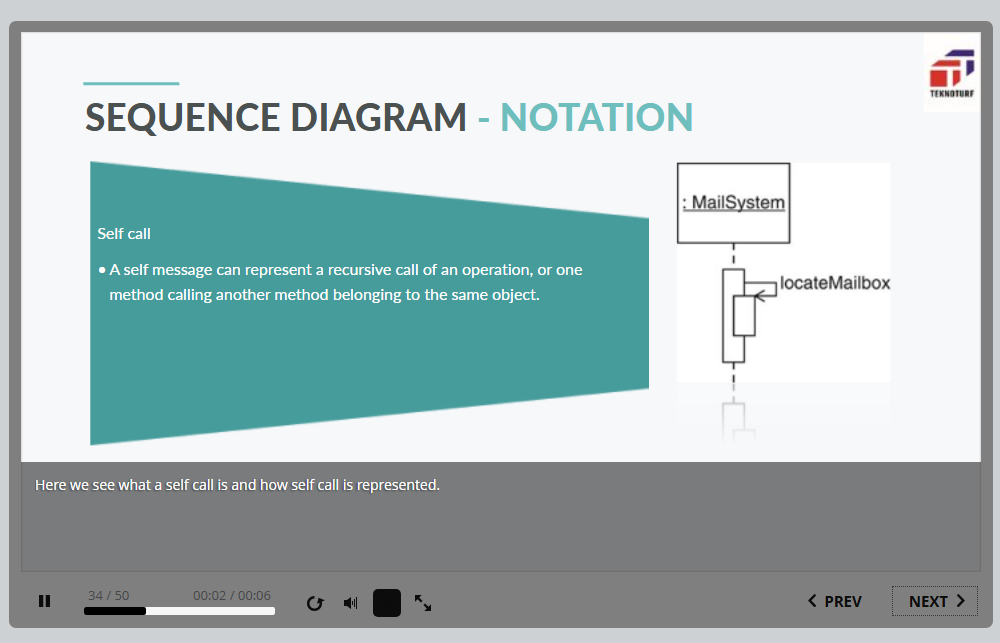 TEKNOTURF
SEQUENCE DIAGRAM - NOTATION
Self call
• A self message can represent a recursive call of an operation, or one
method calling another method belonging to the same object.
: MailSystem
locateMailbox
Here we see what a self call is and how self call is represented.
34 / 50
00:02 / 00:06
PREV
NEXT